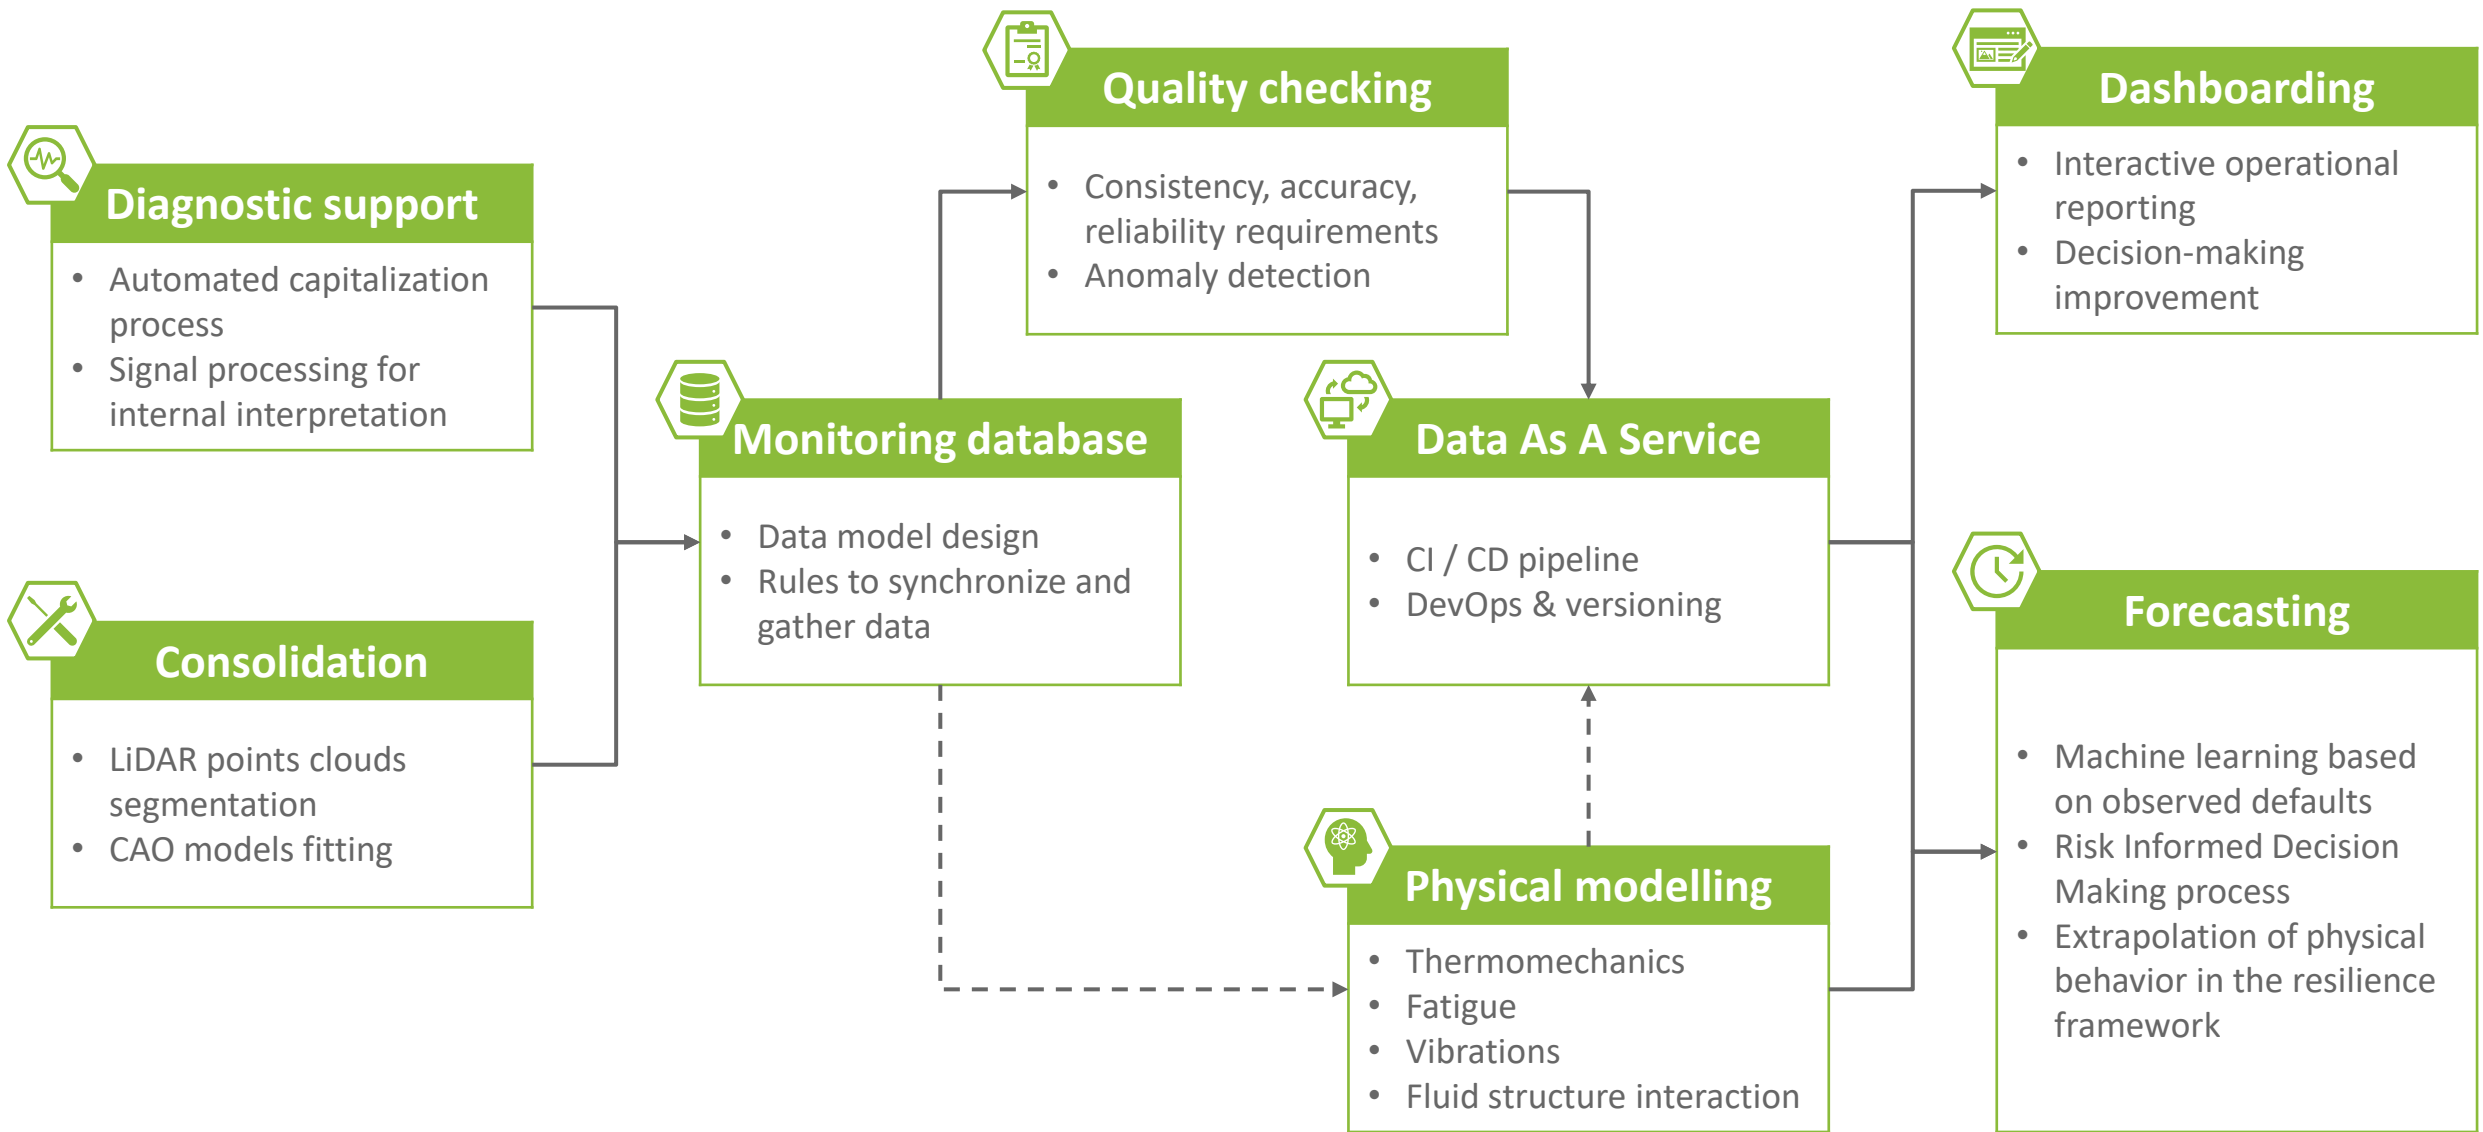 Diagnostic support
• Automated capitalization
process
• Signal processing for
internal interpretation
Consolidation
• LiDAR points clouds
segmentation
• CAO models fitting
Monitoring database
• Data model design
• Rules to synchronize and
gather data
Quality checking
• Consistency, accuracy,
reliability requirements
• Anomaly detection
Data As A Service
• CI / CD pipeline
• DevOps & versioning
Physical modelling
• Thermomechanics
• Fatigue
• Vibrations
• Fluid structure interaction
Dashboarding
• Interactive operational
reporting
• Decision-making
improvement
Forecasting
• Machine learning based
on observed defaults
• Risk Informed Decision
Making process
• Extrapolation of physical
behavior in the resilience
framework